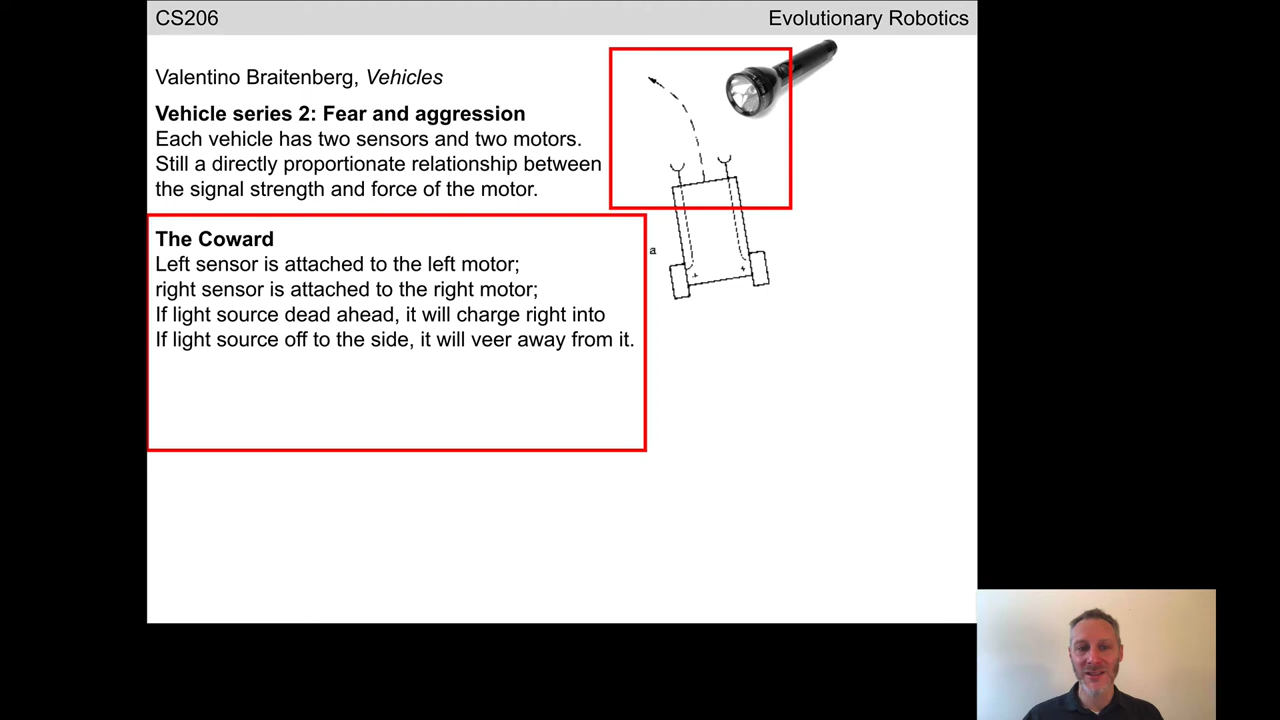 CS206
Evolutionary Robotics
Valentino Braitenberg, Vehicles
Vehicle series 2: Fear and aggression
Each vehicle has two sensors and two motors.
Still a directly proportionate relationship between
the signal strength and force of the motor.
The Coward
Left sensor is attached to the left motor;
right sensor is attached to the right motor;
If light source dead ahead, it will charge right into
If light source off to the side, it will veer away from it.
a
+
+